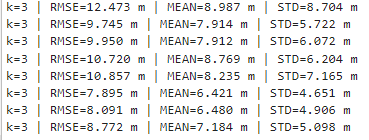 k=3 | RMSE=12.473 m | MEAN=8.987 m | STD=8.704 m
k=3 | RMSE=9.745 m | MEAN=7.914 m | STD=5.722 m
k=3 | RMSE=9.950 m | MEAN=7.912 m | STD=6.072 m
k=3 | RMSE=10.720 m | MEAN=8.769 m | STD=6.204 m
k=3 | RMSE=10.857 m | MEAN=8.235 m | STD=7.165 m
k=3 | RMSE=7.895 m | MEAN=6.421 m | STD=4.651 m
k=3 | RMSE=8.091 m | MEAN=6.480 m | STD=4.906 m
k=3 | RMSE=8.772 m | MEAN=7.184 m | STD=5.098 m